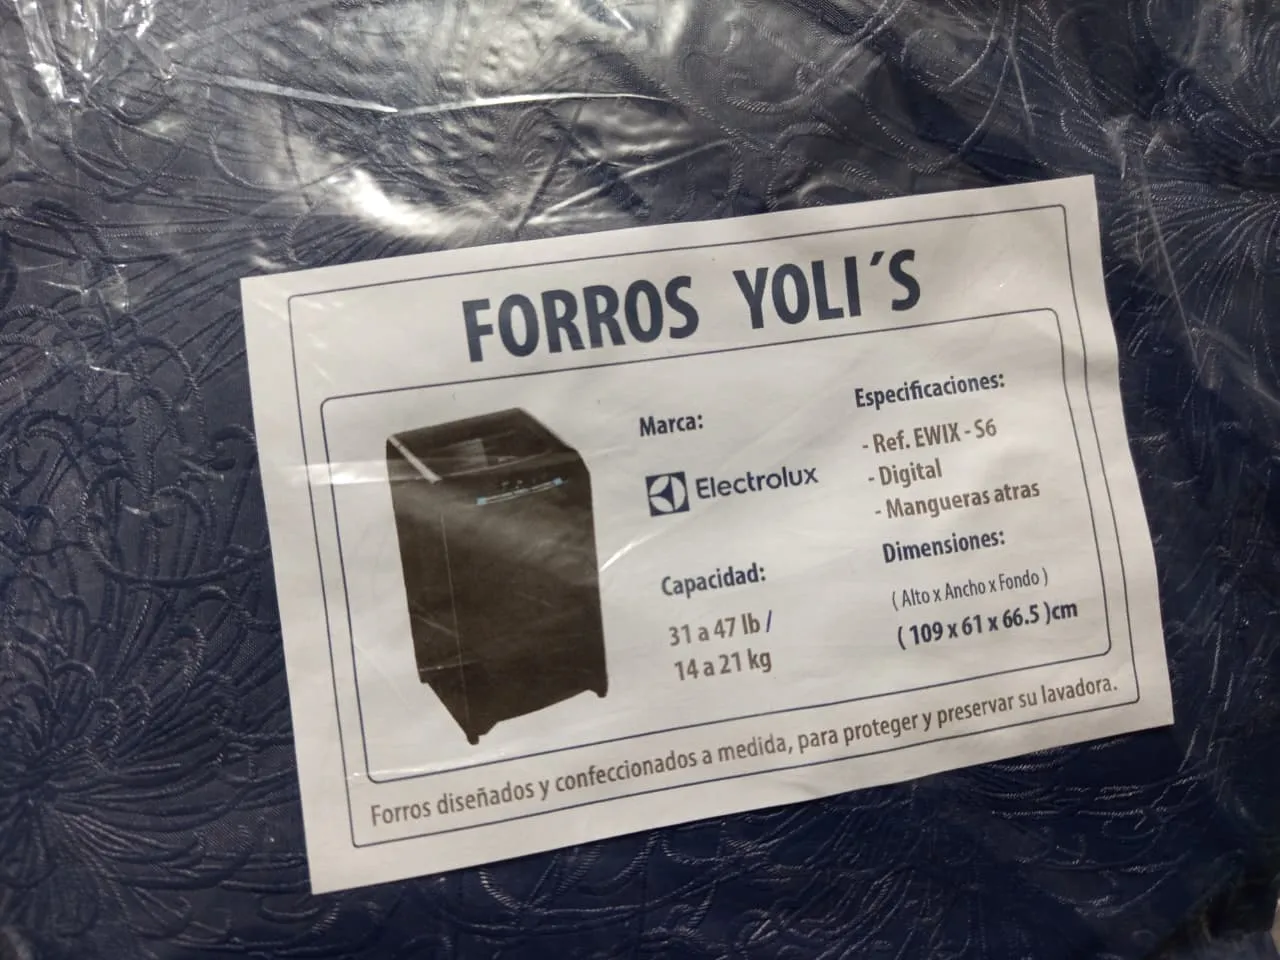 FORROS YOLI´S
Marca:
Electrolux
Capacidad:
31 a 47 lb /
14 a 21 kg
Especificaciones:
- Ref. EWIX - S6
- Digital
- Mangueras atras
Dimensiones:
( Alto x Ancho x Fondo )
( 109 x 61 x 66.5 )cm
Forros diseñados y confeccionados a medida, para proteger y preservar su lavadora.